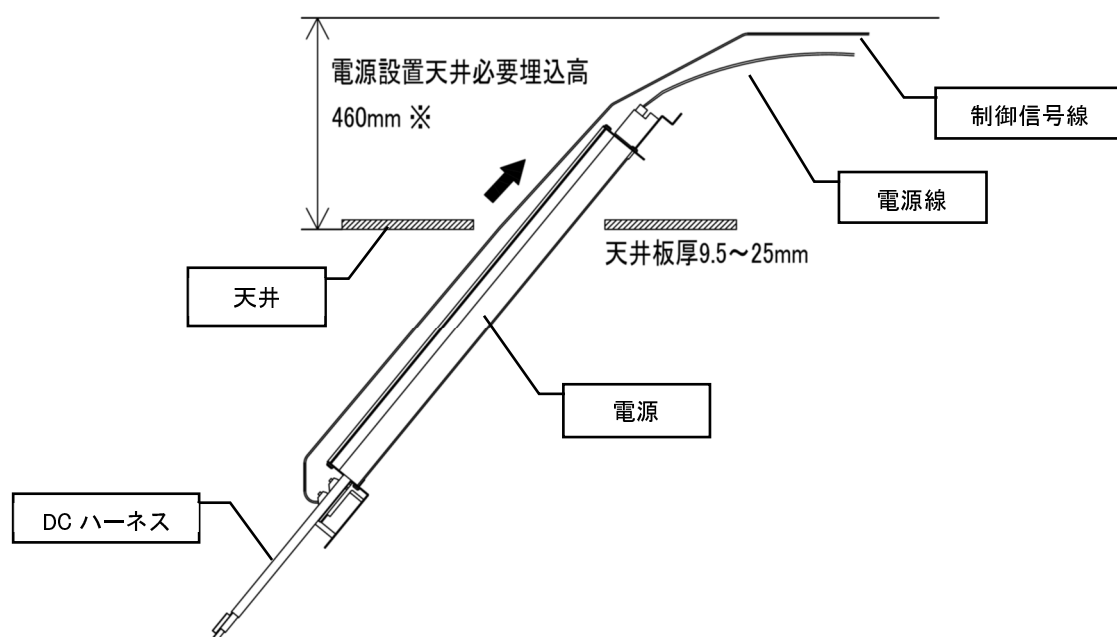 電源設置天井必要埋込高
460mm ※
制御信号線
電源線
天井板厚9.5~25mm
天井
電源
DC ハーネス